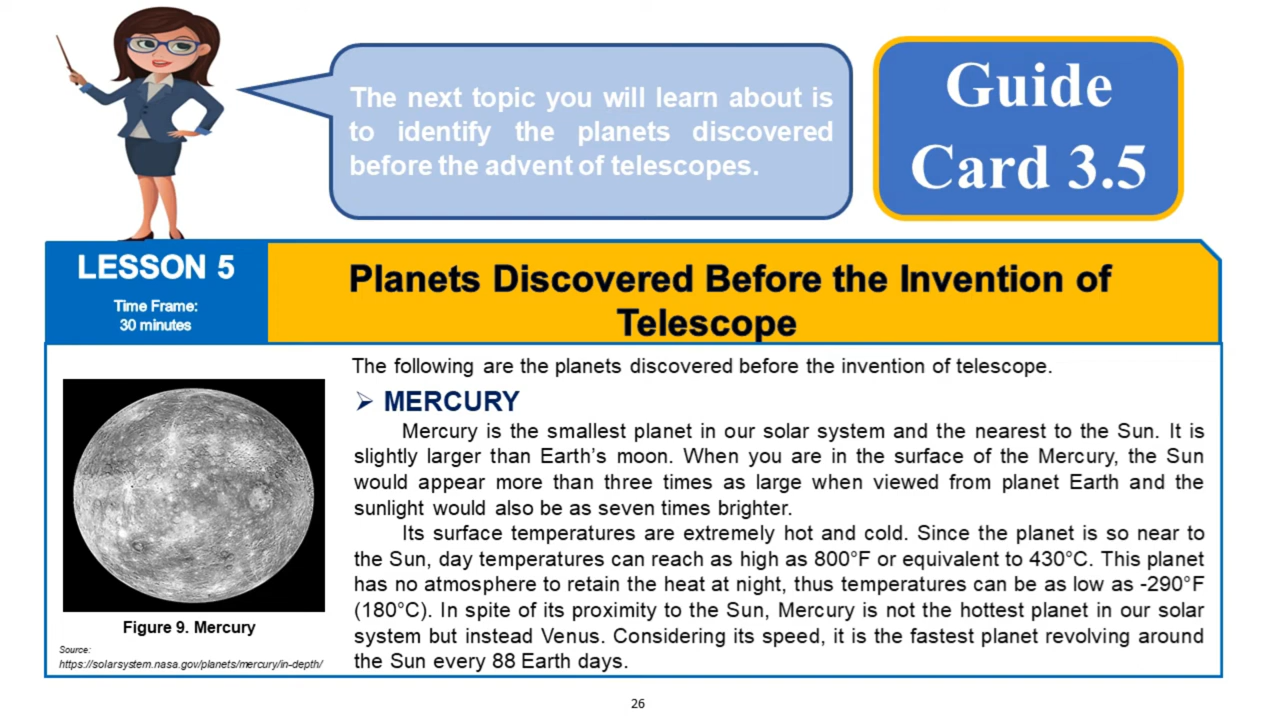 The next topic you will learn about is
to identify the planets discovered
before the advent of telescopes.
Guide
Card 3.5
LESSON 5
Time Frame:
30 minutes
Planets Discovered Before the Invention of
Telescope
The following are the planets discovered before the invention of telescope.
➢ MERCURY
Mercury is the smallest planet in our solar system and the nearest to the Sun. It is
slightly larger than Earth's moon. When you are in the surface of the Mercury, the Sun
would appear more than three times as large when viewed from planet Earth and the
sunlight would also be as seven times brighter.
Its surface temperatures are extremely hot and cold. Since the planet is so near to
the Sun, day temperatures can reach as high as 800°F or equivalent to 430°C. This planet
has no atmosphere to retain the heat at night, thus temperatures can be as low as -290°F
(180°C). In spite of its proximity to the Sun, Mercury is not the hottest planet in our solar
system but instead Venus. Considering its speed, it is the fastest planet revolving around
the Sun every 88 Earth days.
Figure 9. Mercury
Source:
https://solarsystem.nasa.gov/planets/mercury/in-depth/
26